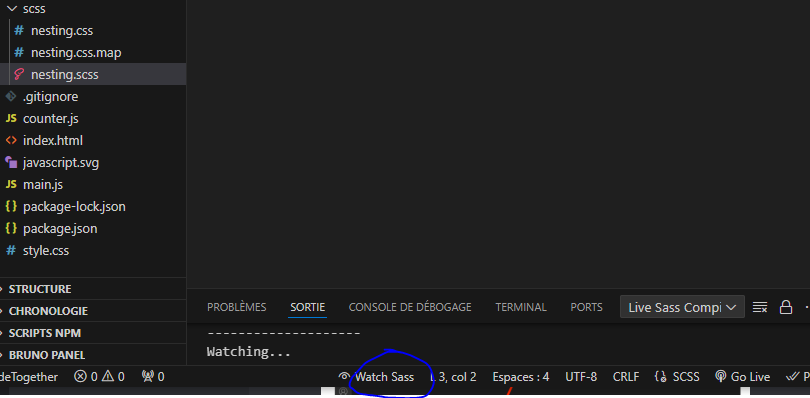 scss
nesting.css
nesting.css.map
nesting.scss
.gitignore
counter.js
index.html
javascript.svg
main.js
package-lock.json
package.json
style.css
STRUCTURE
CHRONOLOGIE
SCRIPTS NPM
BRUNO PANEL
PROBLÈMES SORTIE CONSOLE DE DÉBOGAGE TERMINAL PORTS Live Sass Compi
--------------------
Watching...
deTogether 0 0 0 Watch Sass L 3, col 2 Espaces : 4 UTF-8 CRLF SCSS Go Live P